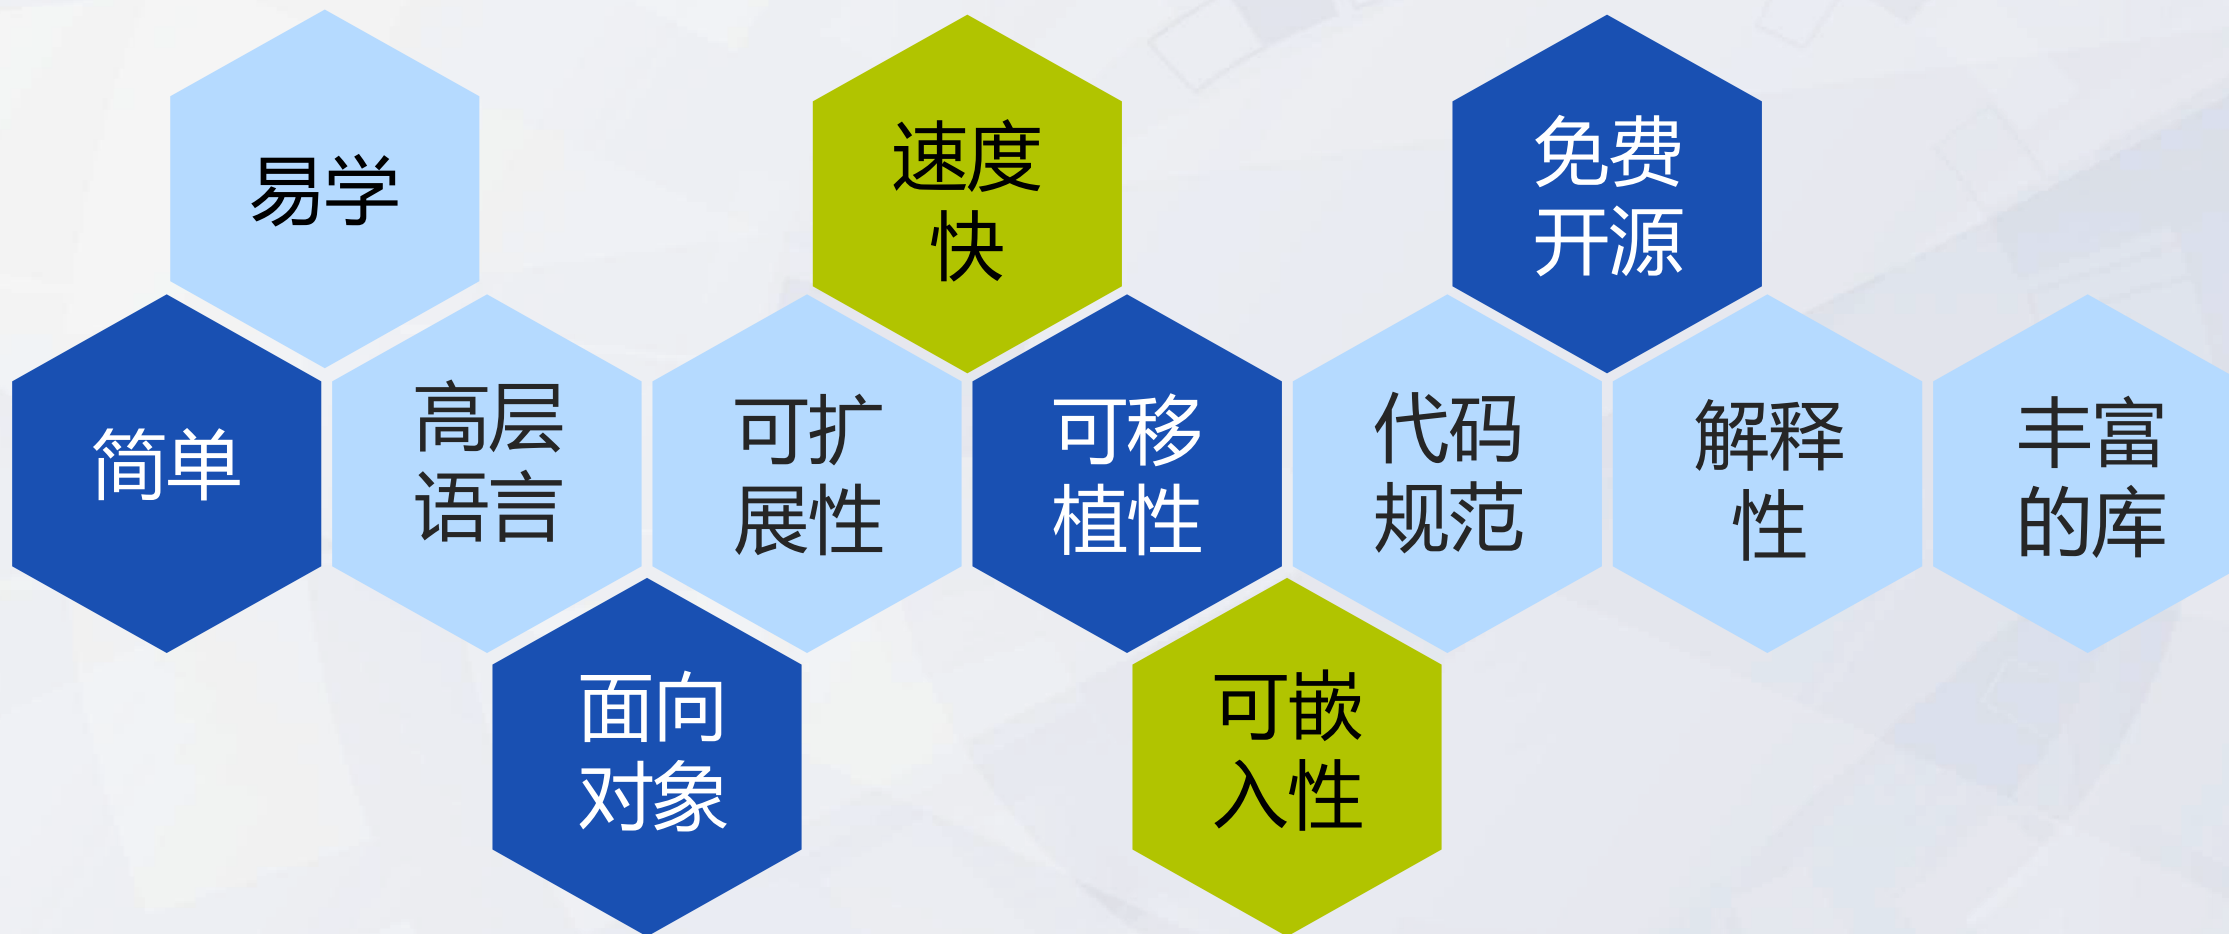 易学
速度
快
免费
开源
简单
高层
语言
可扩
展性
可移
植性
代码
规范
解释
性
丰富
的库
面向
对象
可嵌
入性